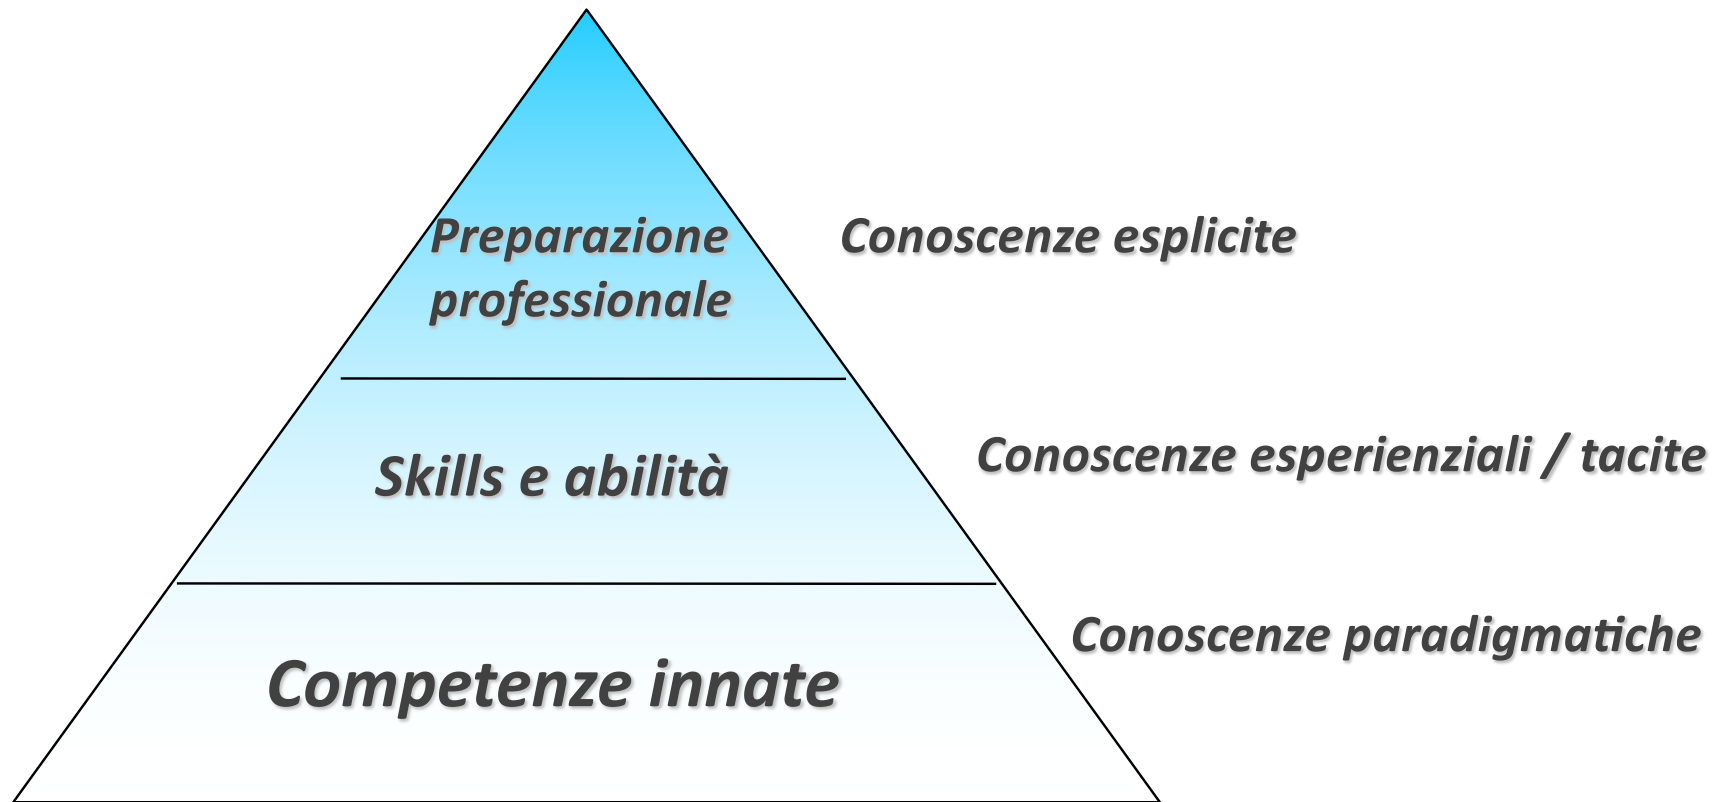 Preparazione
professionale
Conoscenze esplicite
Skills e abilità
Conoscenze esperienziali / tacite
Competenze innate
Conoscenze paradigmatiche